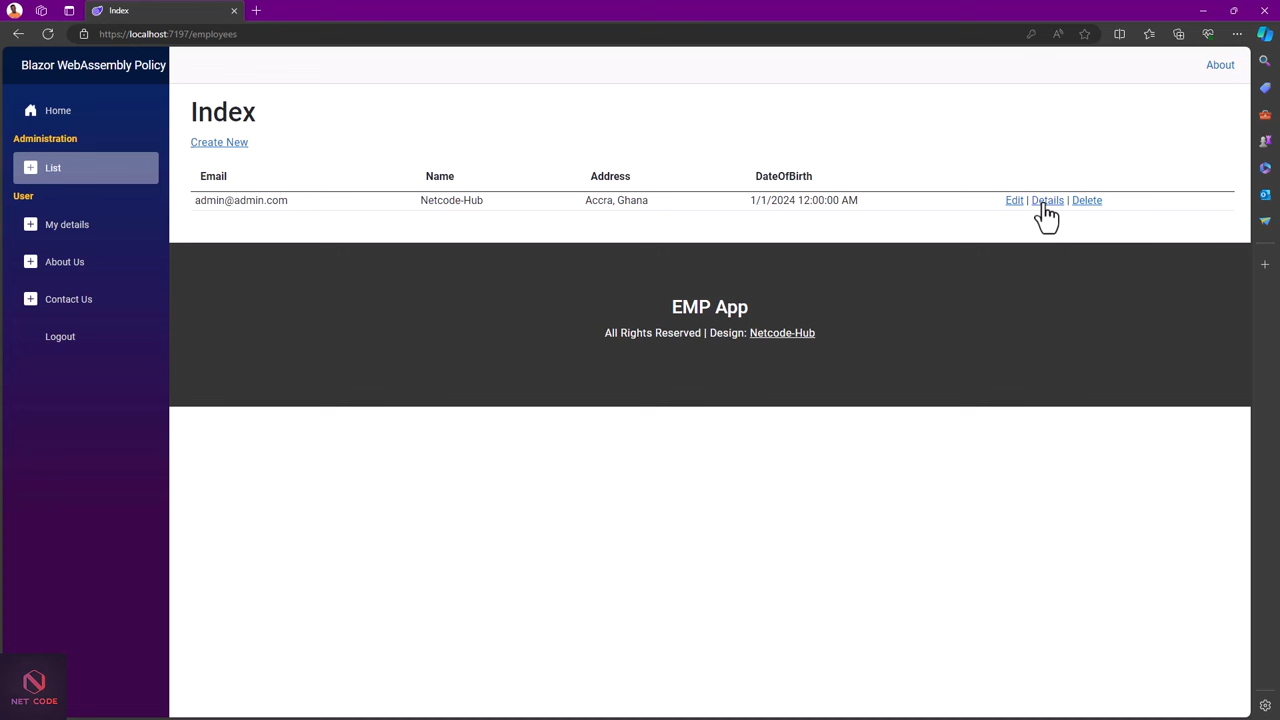 Index
https://localhost:7197/employees
Blazor WebAssembly Policy
About
Home
Administration
List
User
My details
About Us
Contact Us
Logout
Index
Create New
Email Name Address DateOfBirth
admin@admin.com Netcode-Hub Accra, Ghana 1/1/2024 12:00:00 AM Edit | Details | Delete
EMP App
All Rights Reserved | Design: Netcode-Hub
NET CODE